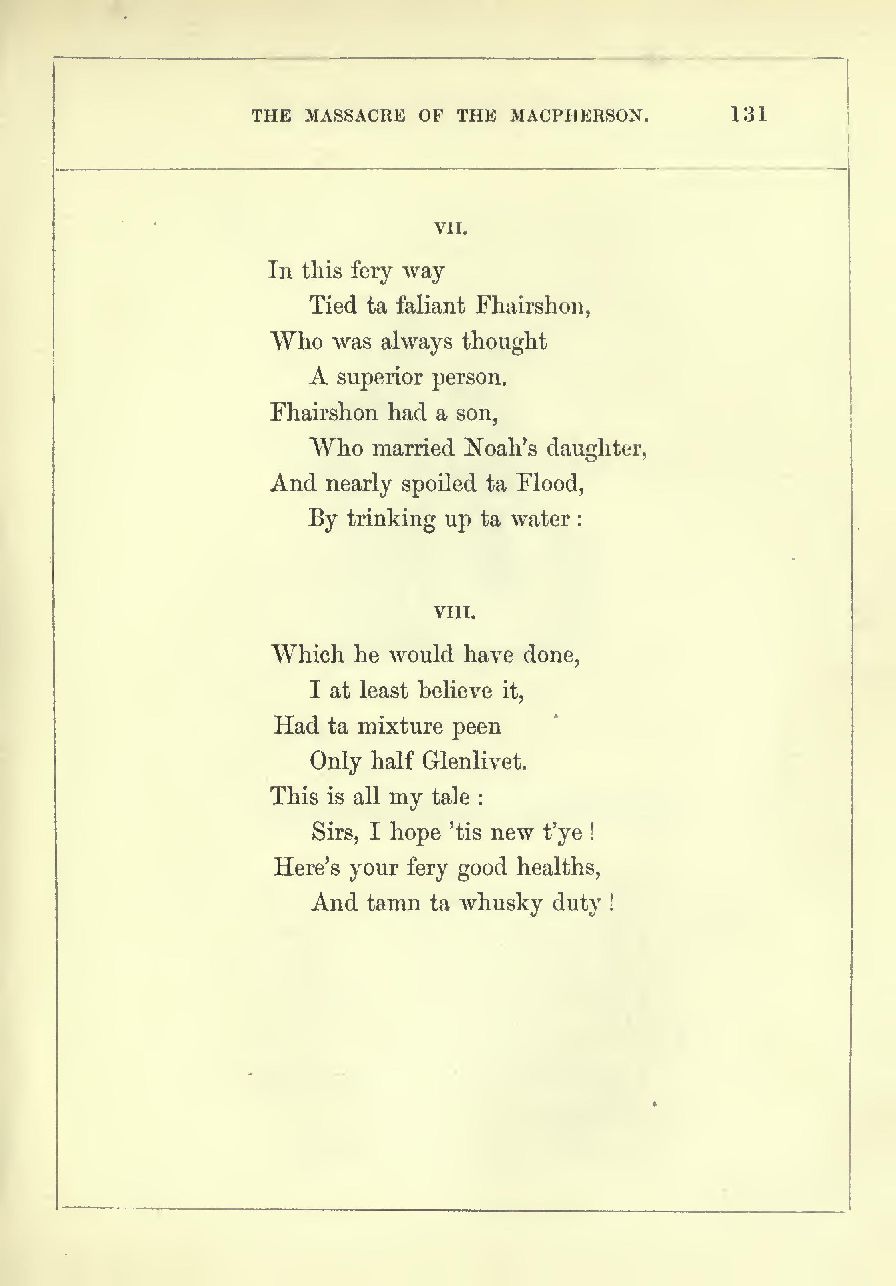 THE MASSACRE OF THE MACPHERSON. 131
VII.
In this fery way
Tied ta faliant Fhairshon,
Who was always thought
A superior person.
Fhairshon had a son,
Who married Noah's daughter,
And nearly spoiled ta Flood,
By trinking up ta water :
VIII.
Which he would have done,
I at least believe it,
Had ta mixture peen
Only half Glenlivet.
This is all my tale :
Sirs, I hope 'tis new t'ye !
Here's your fery good healths,
And tamn ta whusky duty !